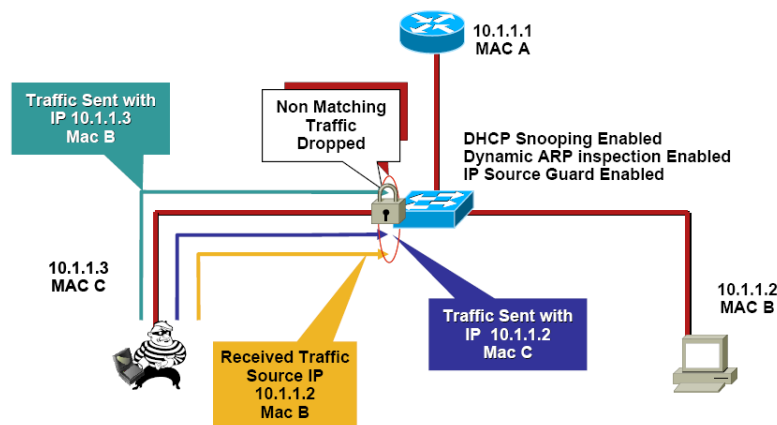 10.1.1.1
MAC A
Traffic Sent with
IP 10.1.1.3
Mac B
Non Matching
Traffic
Dropped
DHCP Snooping Enabled
Dynamic ARP inspection Enabled
IP Source Guard Enabled
10.1.1.3
MAC C
10.1.1.2
MAC B
Traffic Sent with
IP 10.1.1.2
Mac C
Received Traffic
Source IP
10.1.1.2
Mac B